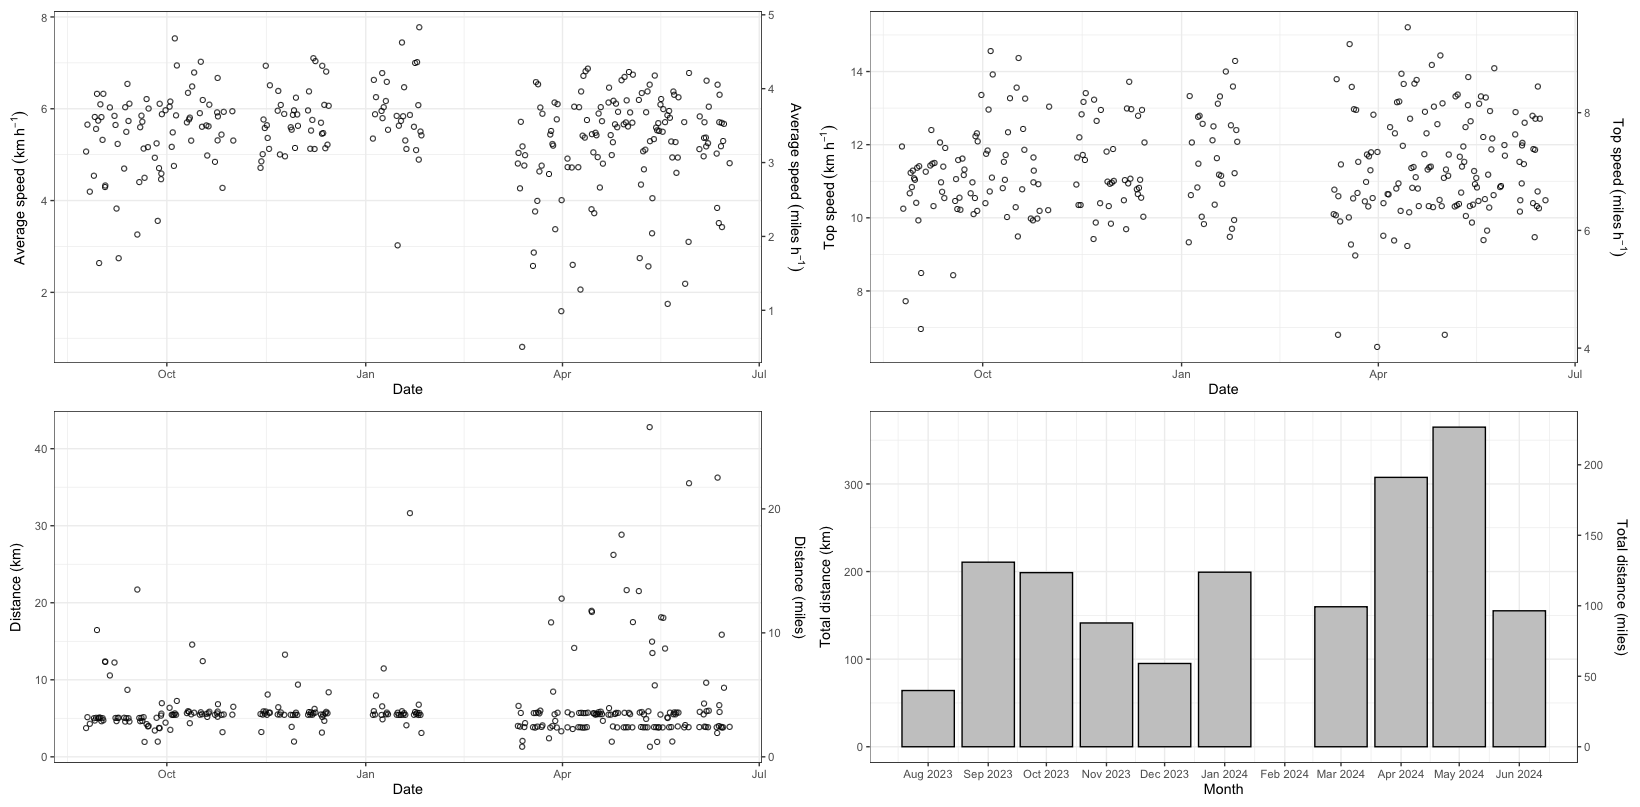 Average speed (km h⁻¹)
8
6
4
2
5
4
3
2
1
Average speed (miles h⁻¹)
Oct
Jan
Apr
Jul
Date
Top speed (km h⁻¹)
14
12
10
8
8
6
4
Top speed (miles h⁻¹)
Oct
Jan
Apr
Jul
Date
Distance (km)
40
30
20
10
0
20
10
0
Distance (miles)
Oct
Jan
Apr
Jul
Date
Total distance (km)
300
200
100
0
200
150
100
50
0
Total distance (miles)
Aug 2023 Sep 2023 Oct 2023 Nov 2023 Dec 2023 Jan 2024 Feb 2024 Mar 2024 Apr 2024 May 2024 Jun 2024
Month